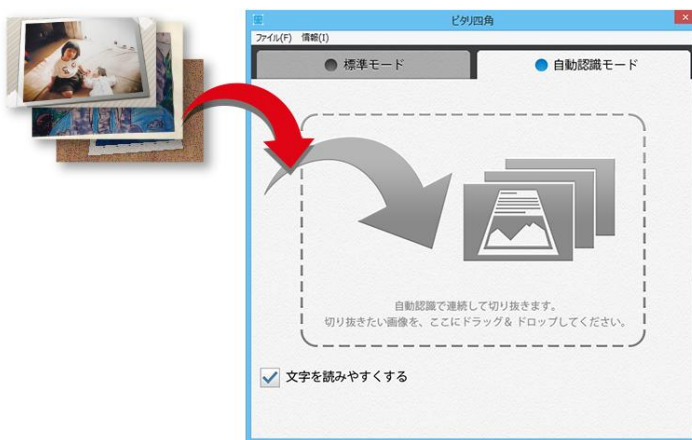 ピタリ四角
ファイル(F) 情報(I)
標準モード
自動認識モード
自動認識で連続して切り抜きます。
切り抜きたい画像を、ここにドラッグ& ドロップしてください。
文字を読みやすくする